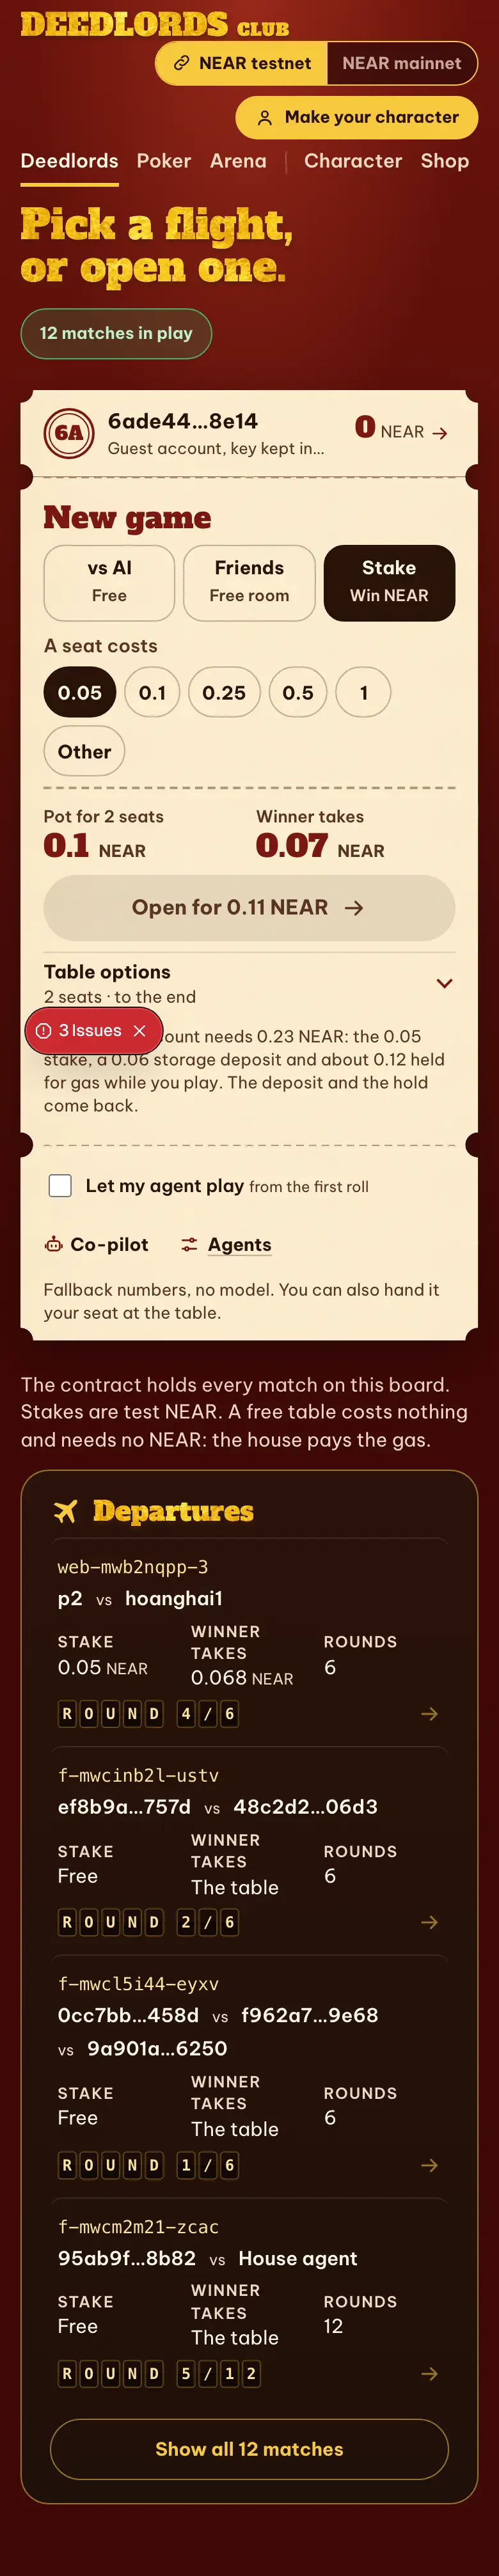 DEEDLORDS CLUB
NEAR testnet NEAR mainnet
Make your character
Deedlords Poker Arena Character Shop
Pick a flight,
or open one.
12 matches in play
6A 6ade44...8e14 0 NEAR →
Guest account, key kept in...
New game
vs AI Friends Stake
Free Free room Win NEAR
A seat costs
0.05 0.1 0.25 0.5 1
Other
Pot for 2 seats Winner takes
0.1 NEAR 0.07 NEAR
Open for 0.11 NEAR →
Table options
2 seats · to the end
3 Issues
ount needs 0.23 NEAR: the 0.05
stake, a 0.06 storage deposit and about 0.12 held
for gas while you play. The deposit and the hold
come back.
Let my agent play from the first roll
Co-pilot Agents
Fallback numbers, no model. You can also hand it
your seat at the table.
The contract holds every match on this board.
Stakes are test NEAR. A free table costs nothing
and needs no NEAR: the house pays the gas.
Departures
web-mwb2nqpp-3
p2 vs hoanghai1
STAKE WINNER TAKES ROUNDS
0.05 NEAR 0.068 NEAR 6
ROUND 4/6 →
f-mwcinb2l-ustv
ef8b9a...757d vs 48c2d2...06d3
STAKE WINNER TAKES ROUNDS
Free The table 6
ROUND 2/6 →
f-mwcl5i44-eyxv
0cc7bb...458d vs f962a7...9e68
vs 9a901a...6250
STAKE WINNER TAKES ROUNDS
Free The table 6
ROUND 1/6 →
f-mwcm2m21-zcac
95ab9f...8b82 vs House agent
STAKE WINNER TAKES ROUNDS
Free The table 12
ROUND 5/12 →
Show all 12 matches